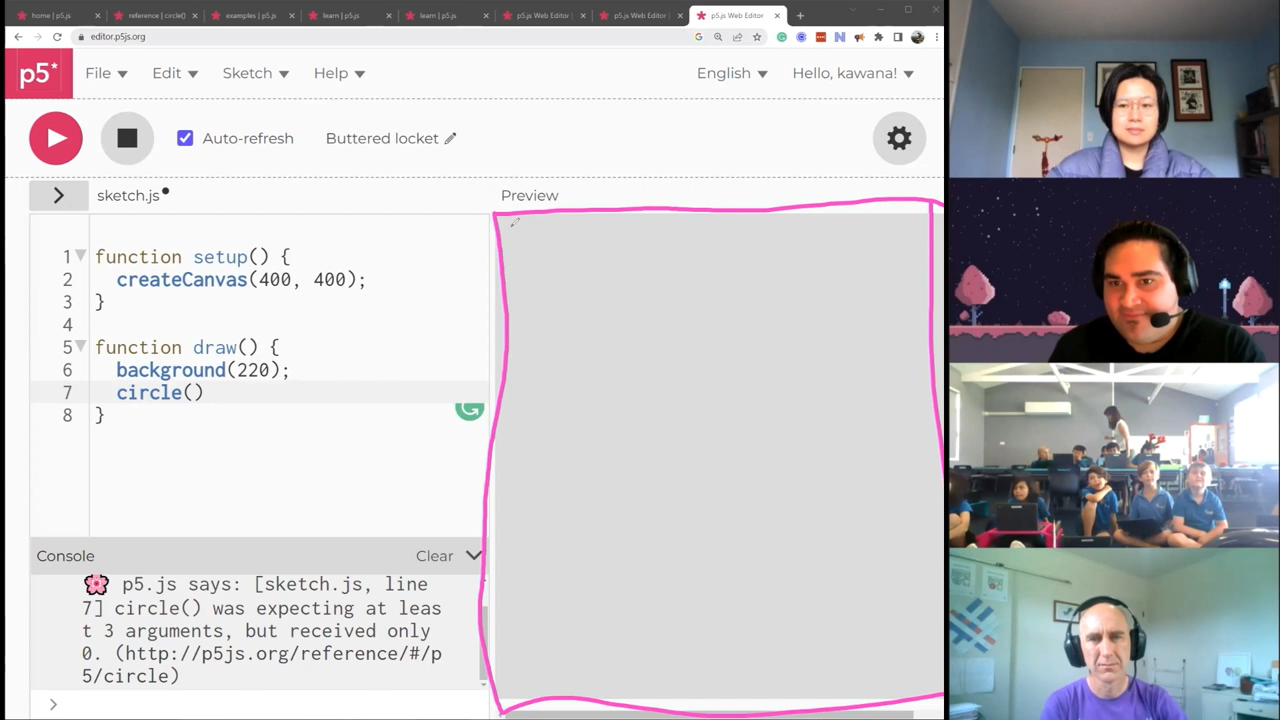 home | p5.js
reference | circle()
examples | p5.js
learn | p5.js
learn | p5.js
p5.js Web Editor
p5.js Web Editor
p5.js Web Editor
editor.p5js.org
p5*
File
Edit
Sketch
Help
English
Hello, kawana!
Auto-refresh
Buttered locket
sketch.js
Preview
1 function setup() {
2 createCanvas(400, 400);
3 }
4
5 function draw() {
6 background(220);
7 circle()
8 }
Console
Clear
🌸 p5.js says: [sketch.js, line
7] circle() was expecting at leas
t 3 arguments, but received only
0. (http://p5js.org/reference/#/p
5/circle)